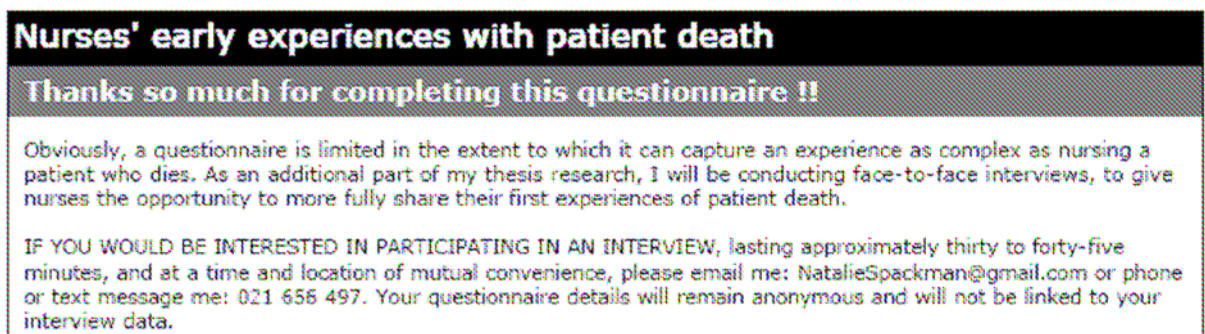 Nurses' early experiences with patient death
Thanks so much for completing this questionnaire !!
Obviously, a questionnaire is limited in the extent to which it can capture an experience as complex as nursing a
patient who dies. As an additional part of my thesis research, I will be conducting face-to-face interviews, to give
nurses the opportunity to more fully share their first experiences of patient death.
IF YOU WOULD BE INTERESTED IN PARTICIPATING IN AN INTERVIEW, lasting approximately thirty to forty-five
minutes, and at a time and location of mutual convenience, please email me: NatalieSpackman@gmail.com or phone
or text message me: 021 656 497. Your questionnaire details will remain anonymous and will not be linked to your
interview data.